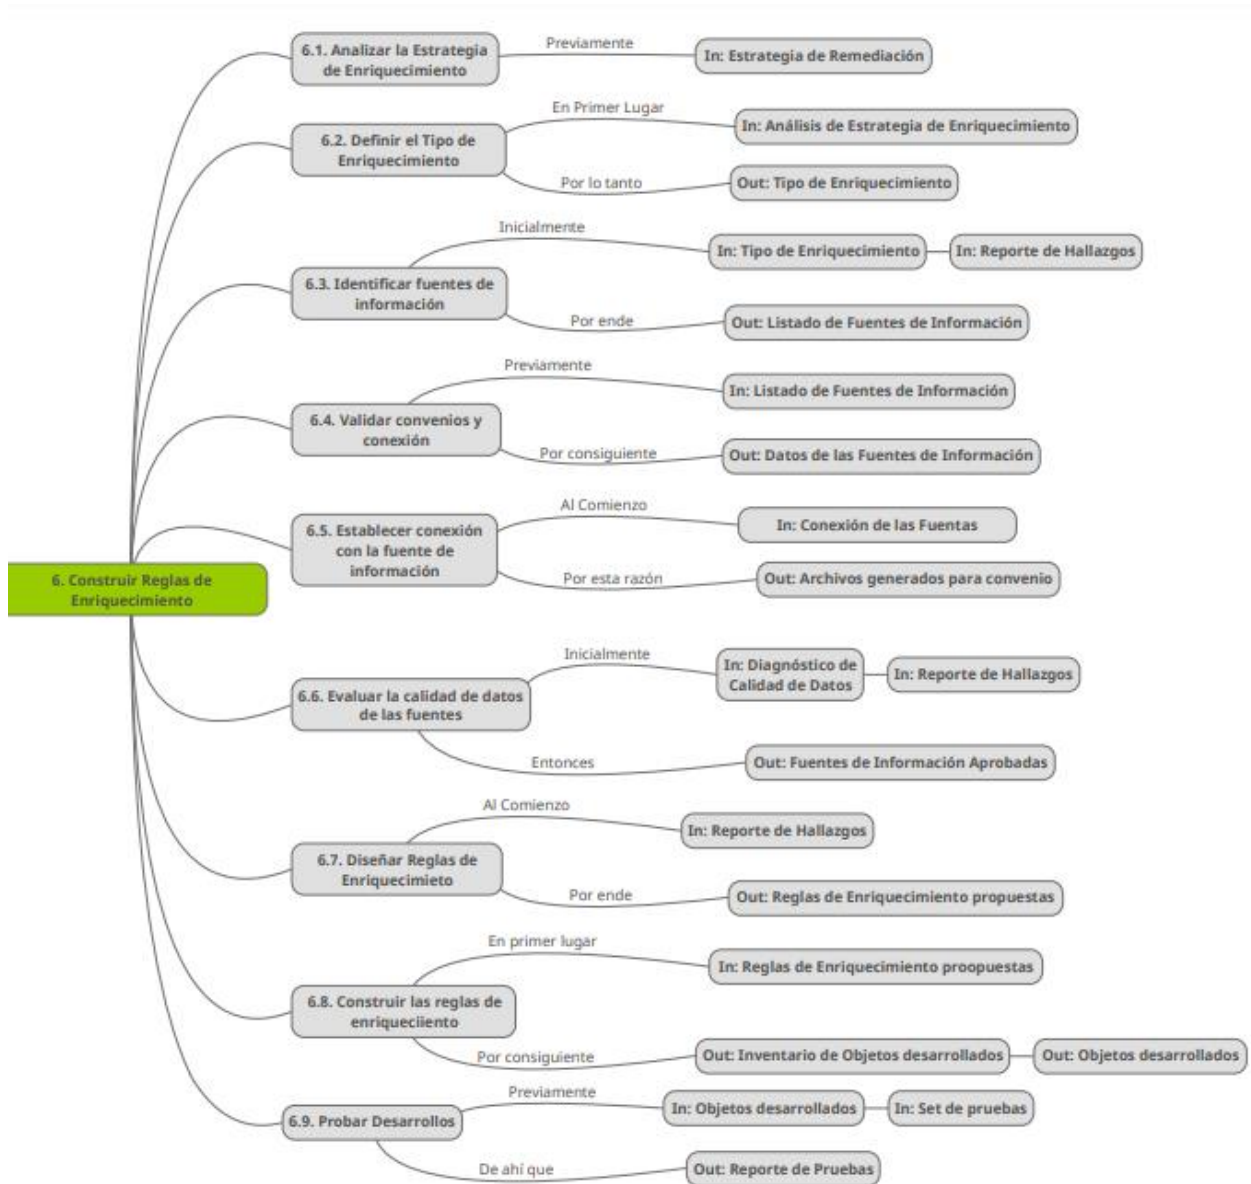 6. Construir Reglas de
Enriquecimiento
6.1. Analizar la Estrategia
de Enriquecimiento
Previamente
In: Estrategia de Remediación
6.2. Definir el Tipo de
Enriquecimiento
En Primer Lugar
In: Análisis de Estrategia de Enriquecimiento
Por lo tanto
Out: Tipo de Enriquecimiento
6.3. Identificar fuentes de
información
Inicialmente
In: Tipo de Enriquecimiento
In: Reporte de Hallazgos
Por ende
Out: Listado de Fuentes de Información
6.4. Validar convenios y
conexión
Previamente
In: Listado de Fuentes de Información
Por consiguiente
Out: Datos de las Fuentes de Información
6.5. Establecer conexión
con la fuente de
información
Al Comienzo
In: Conexión de las Fuentas
Por esta razón
Out: Archivos generados para convenio
6.6. Evaluar la calidad de datos
de las fuentes
Inicialmente
In: Diagnóstico de
Calidad de Datos
In: Reporte de Hallazgos
Entonces
Out: Fuentes de Información Aprobadas
6.7. Diseñar Reglas de
Enriquecimieto
Al Comienzo
In: Reporte de Hallazgos
Por ende
Out: Reglas de Enriquecimiento propuestas
6.8. Construir las reglas de
enriqueciiento
En primer lugar
In: Reglas de Enriquecimiento proopuestas
Por consiguiente
Out: Inventario de Objetos desarrollados
Out: Objetos desarrollados
6.9. Probar Desarrollos
Previamente
In: Objetos desarrollados
In: Set de pruebas
De ahí que
Out: Reporte de Pruebas